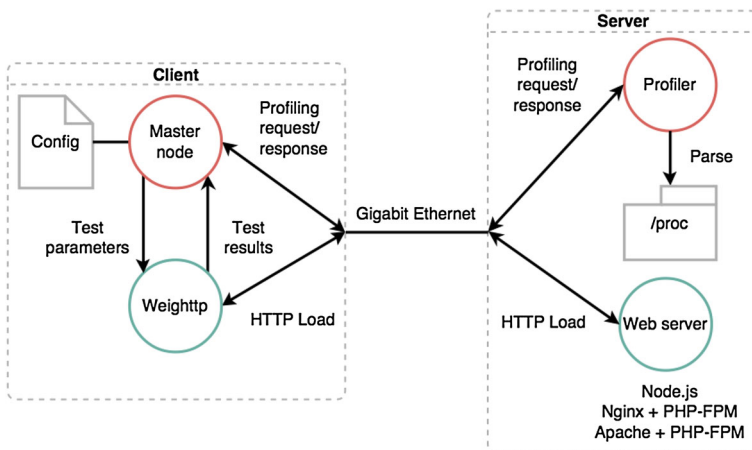 Server
Client
Profiling
request/
response
Profiler
Config
Master
node
Profiling
request/
response
Parse
Test
parameters
Test
results
Gigabit Ethernet
/proc
Weighttp
HTTP Load
HTTP Load
Web server
Node.js
Nginx + PHP-FPM
Apache + PHP-FPM